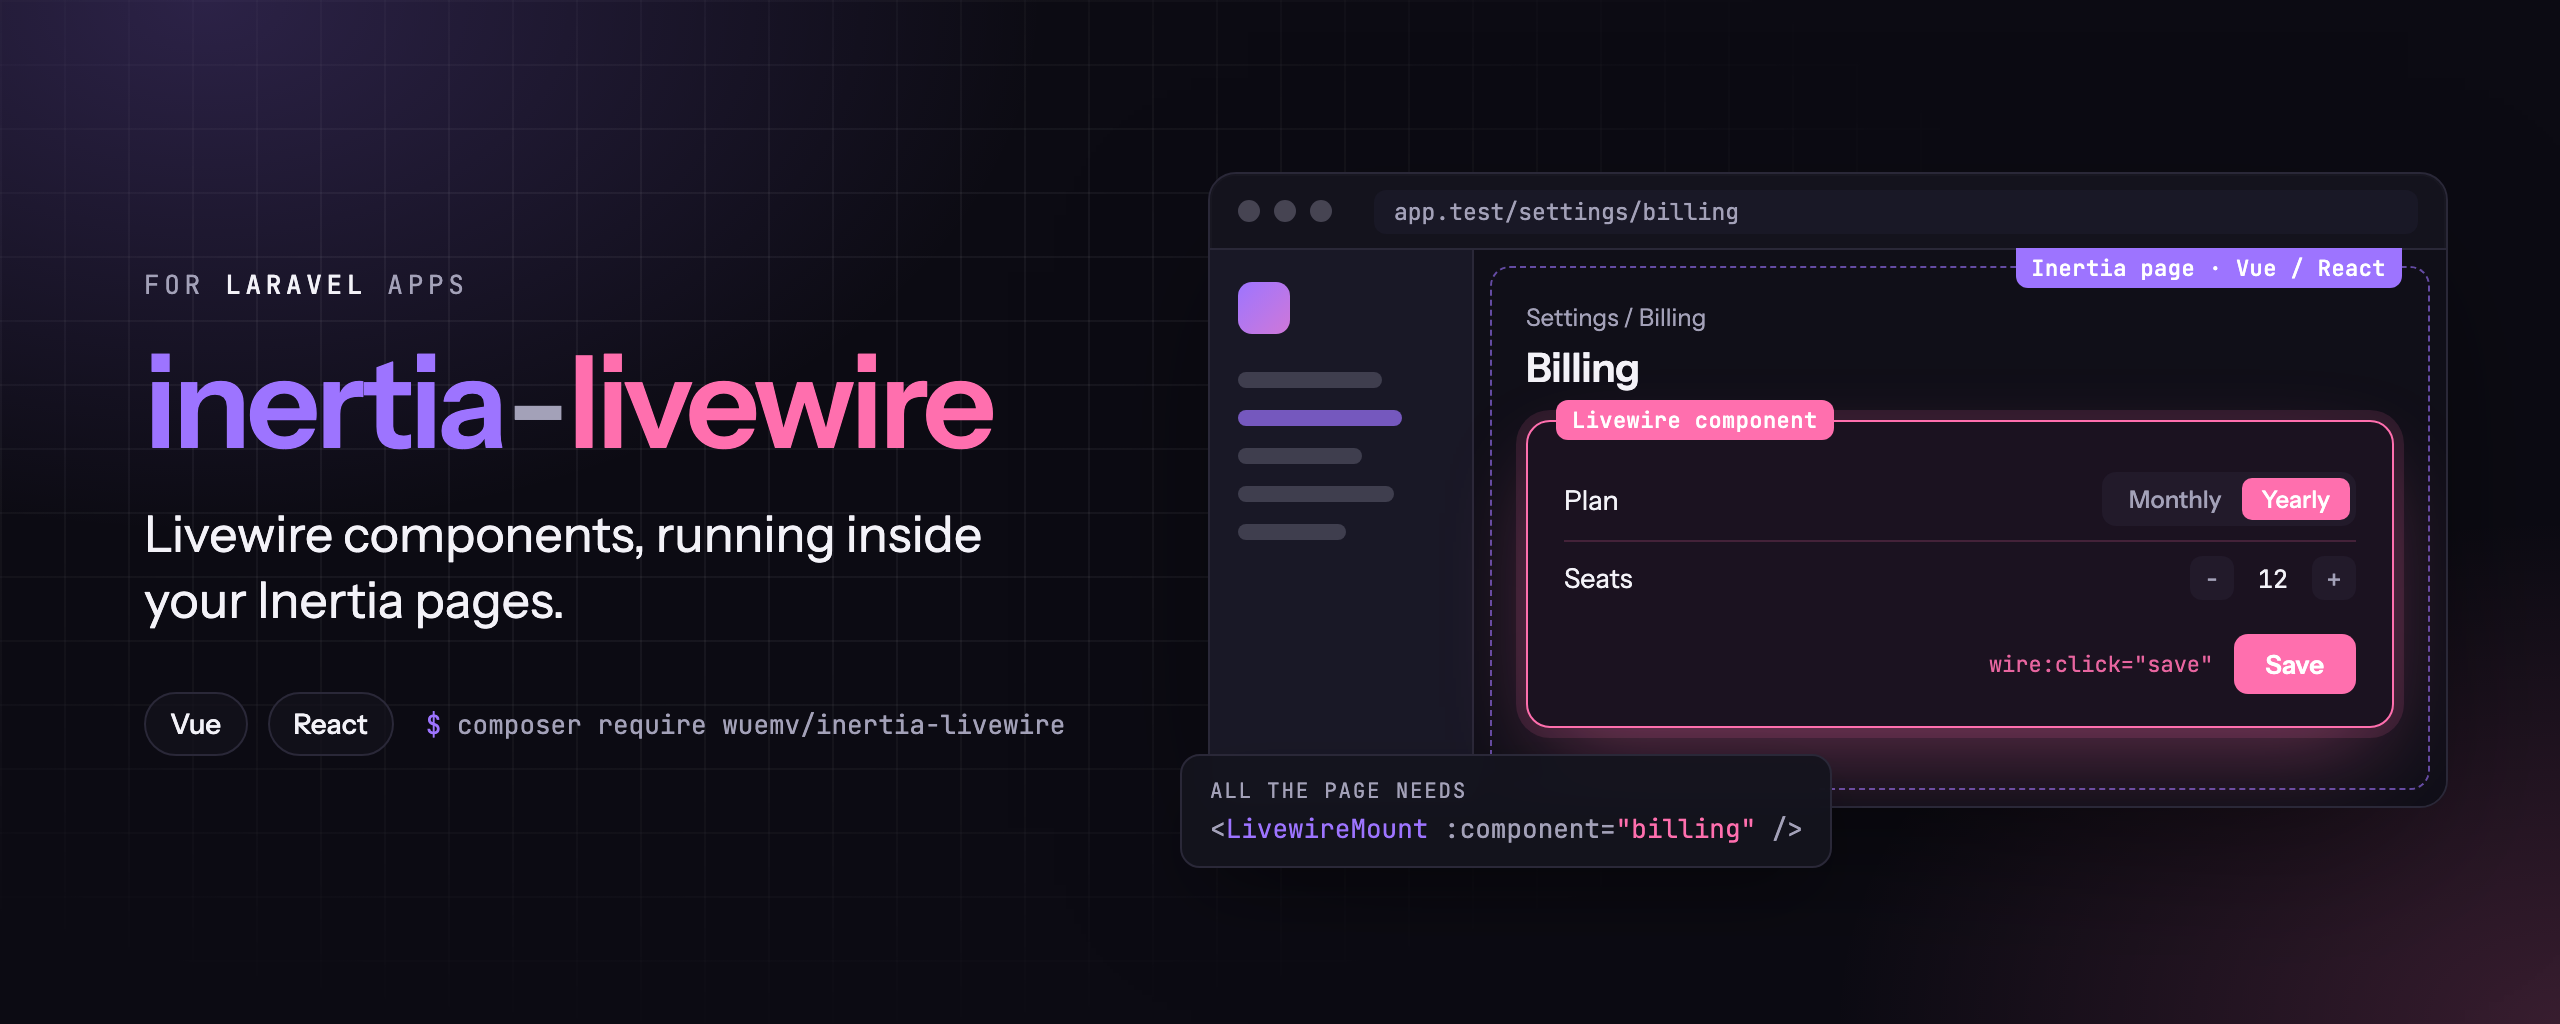 FOR LARAVEL APPS
inertia-livewire
Livewire components, running inside
your Inertia pages.
Vue
React
$ composer require wuemv/inertia-livewire
app.test/settings/billing
Inertia page · Vue / React
Settings / Billing
Billing
Livewire component
Plan
Monthly
Yearly
Seats
- 12 +
wire:click="save"
Save
ALL THE PAGE NEEDS
<LivewireMount :component="billing" />